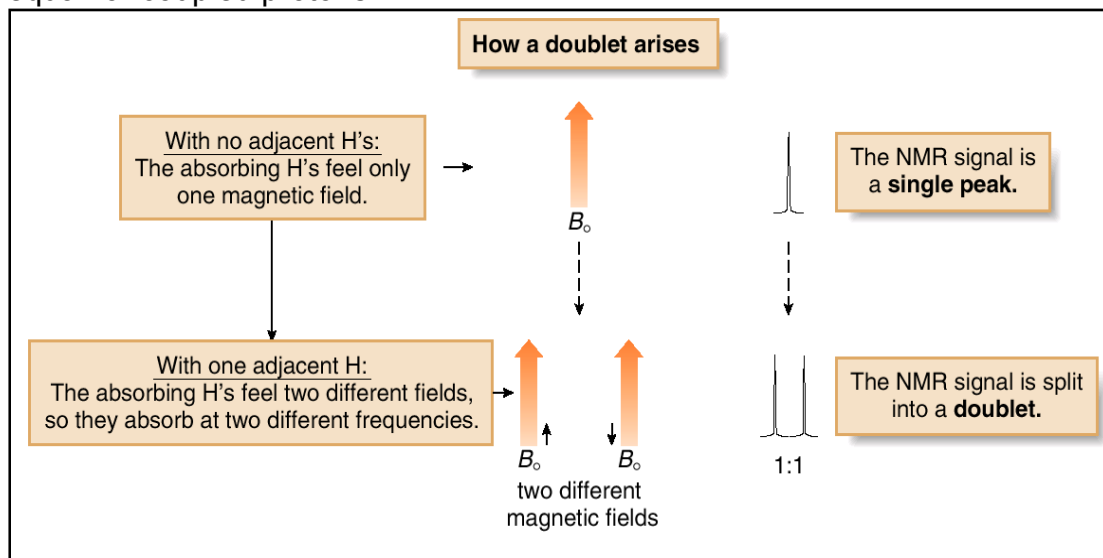 How a doublet arises
With no adjacent H's:
The absorbing H's feel only
one magnetic field.
B₀
The NMR signal is
a single peak.
With one adjacent H:
The absorbing H's feel two different fields,
so they absorb at two different frequencies.
B₀ B₀
two different
magnetic fields
1:1
The NMR signal is split
into a doublet.